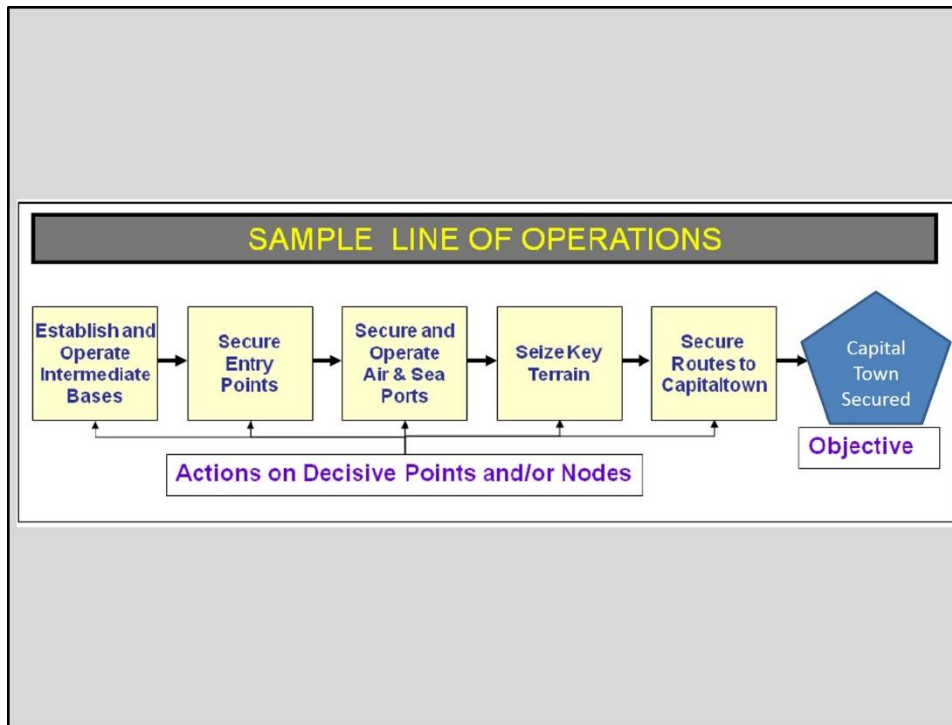 SAMPLE LINE OF OPERATIONS
Establish and
Operate
Intermediate
Bases
Secure
Entry
Points
Secure and
Operate
Air & Sea
Ports
Seize Key
Terrain
Secure
Routes to
Capitaltown
Capital
Town
Secured
Objective
Actions on Decisive Points and/or Nodes